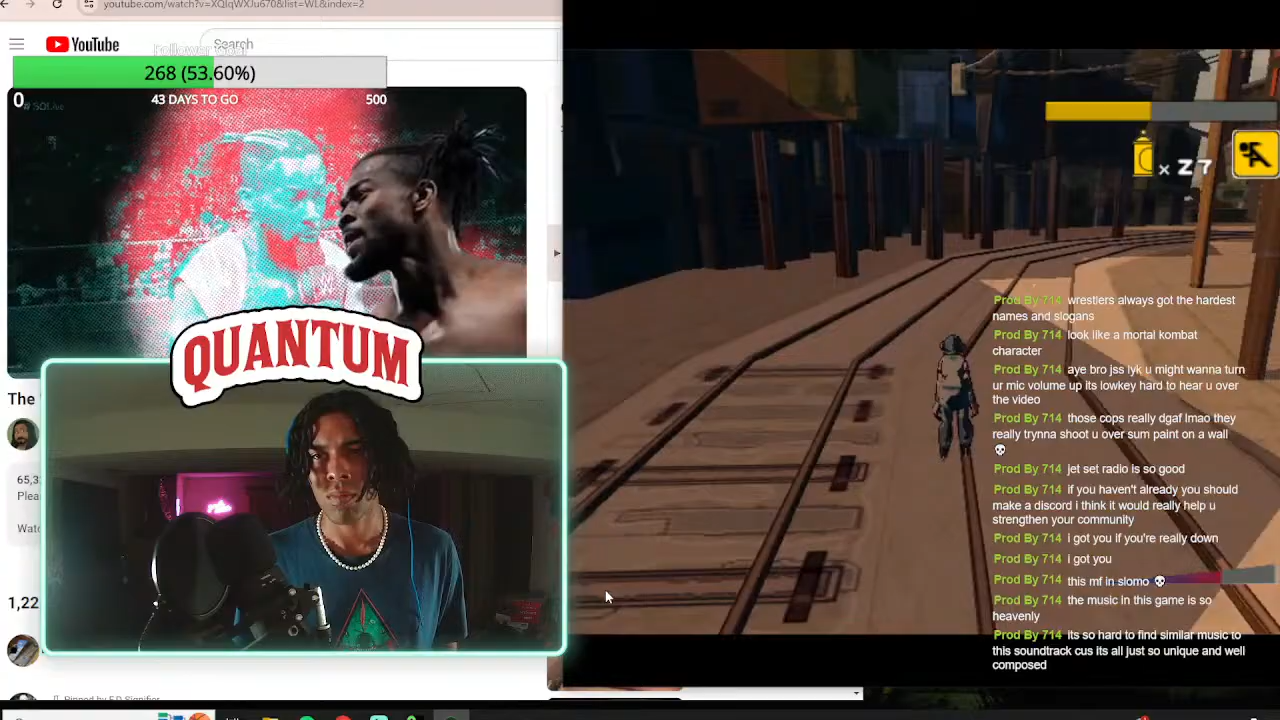 youtube.com/watch?v=XQIqWXJu670&list=WL&index=2
YouTube
Search
268 (53.60%)
0
43 DAYS TO GO
500
QUANTUM
The
65,3
Plea
Watc
1,22
Pinned by F.D Signifier
x 27
Prod By 714 wrestlers always got the hardest
names and slogans
Prod By 714 look like a mortal kombat
character
Prod By 714 aye bro jss lyk u might wanna turn
ur mic volume up its lowkey hard to hear u over
the video
Prod By 714 those cops really dgaf lmao they
really trynna shoot u over sum paint on a wall
💀
Prod By 714 jet set radio is so good
Prod By 714 if you haven't already you should
make a discord i think it would really help u
strengthen your community
Prod By 714 i got you if you're really down
Prod By 714 i got you
Prod By 714 this mf in slomo 💀
Prod By 714 the music in this game is so
heavenly
Prod By 714 its so hard to find similar music to
this soundtrack cus its all just so unique and well
composed